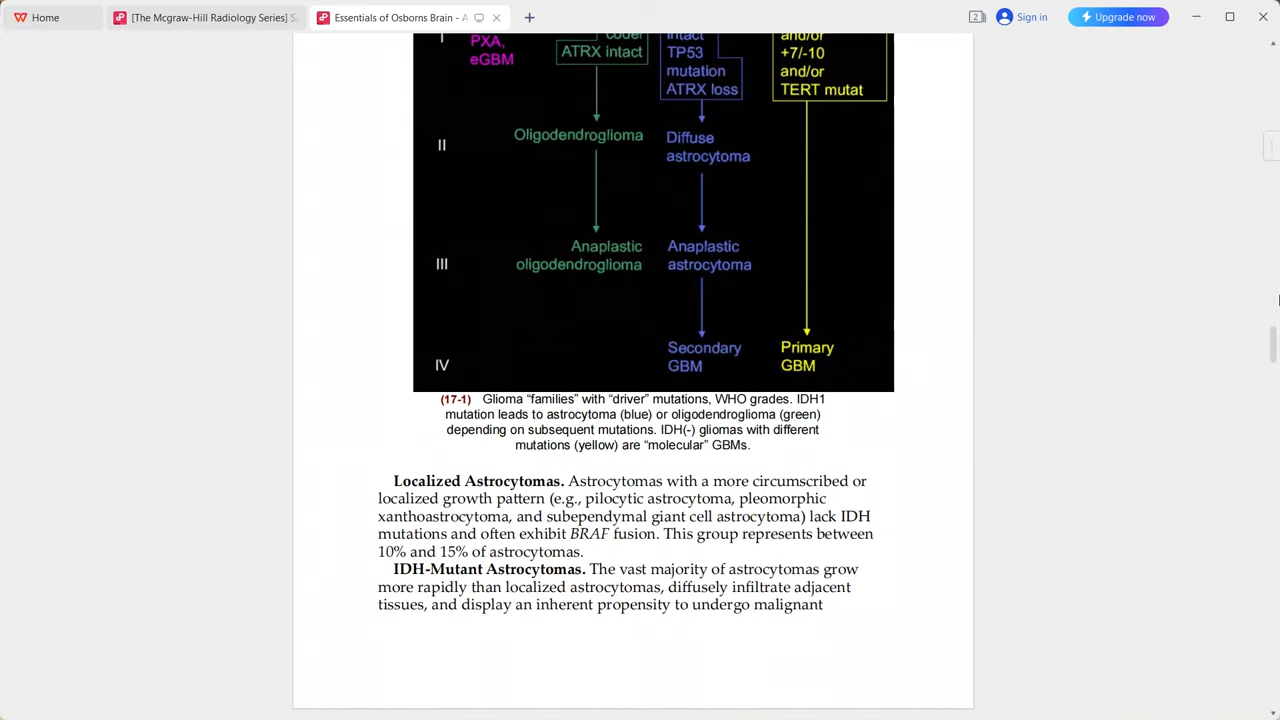 Home
[The Mcgraw-Hill Radiology Series] S
Essentials of Osborns Brain - A
2
Sign in
Upgrade now
I
PXA,
eGBM
codel
ATRX intact
intact
TP53
mutation
ATRX loss
and/or
+7/-10
and/or
TERT mutat
II
Oligodendroglioma
Diffuse
astrocytoma
III
Anaplastic
oligodendroglioma
Anaplastic
astrocytoma
IV
Secondary
GBM
Primary
GBM
(17-1) Glioma “families” with “driver” mutations, WHO grades. IDH1
mutation leads to astrocytoma (blue) or oligodendroglioma (green)
depending on subsequent mutations. IDH(-) gliomas with different
mutations (yellow) are “molecular” GBMs.
Localized Astrocytomas. Astrocytomas with a more circumscribed or
localized growth pattern (e.g., pilocytic astrocytoma, pleomorphic
xanthoastrocytoma, and subependymal giant cell astrocytoma) lack IDH
mutations and often exhibit BRAF fusion. This group represents between
10% and 15% of astrocytomas.
IDH-Mutant Astrocytomas. The vast majority of astrocytomas grow
more rapidly than localized astrocytomas, diffusely infiltrate adjacent
tissues, and display an inherent propensity to undergo malignant